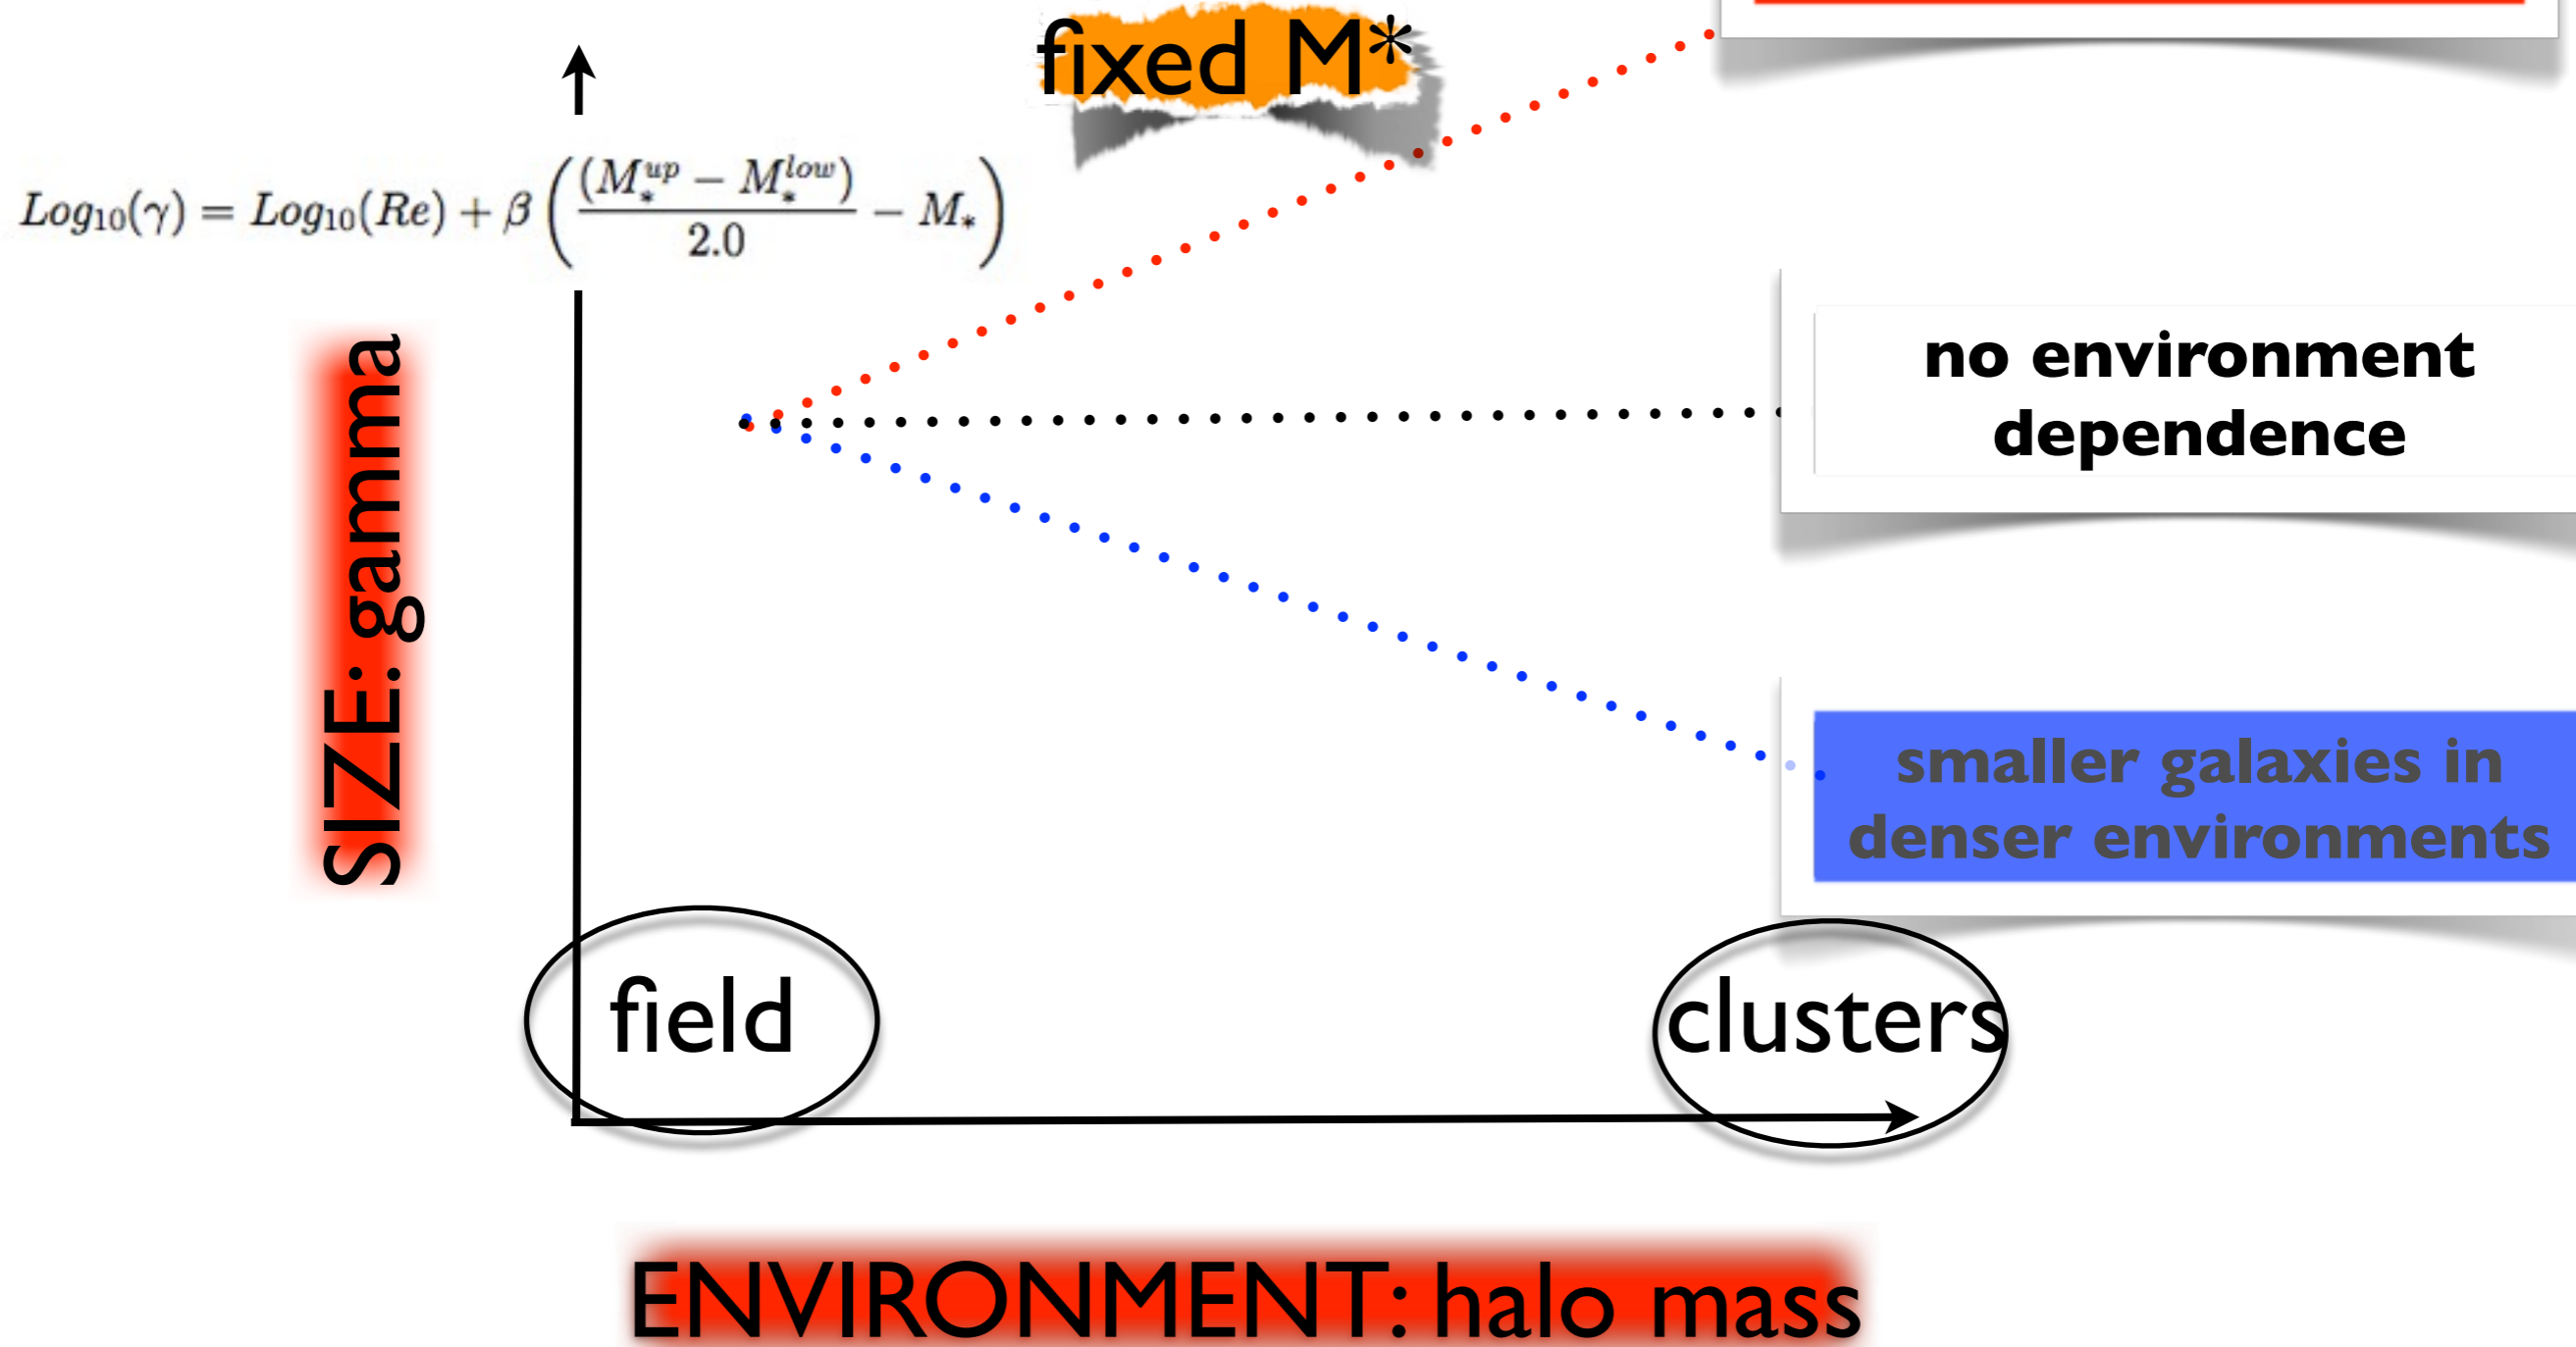 fixed M*
Log₁₀(γ) = Log₁₀(Re) + β ( (M*^up − M*^low) / 2.0 − M* )
no environment
dependence
SIZE: gamma
smaller galaxies in
denser environments
field
clusters
ENVIRONMENT: halo mass